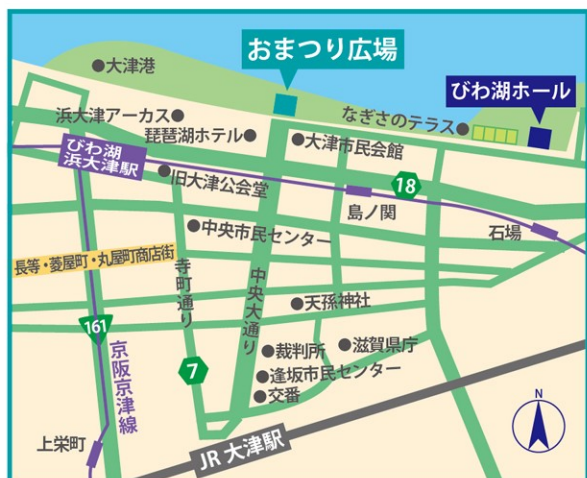 おまつり広場
大津港
びわ湖ホール
浜大津アーカス
なぎさのテラス
琵琶湖ホテル
大津市民会館
びわ湖
浜大津駅
旧大津公会堂
18
島ノ関
石場
中央市民センター
長等・菱屋町・丸屋町商店街
寺町通り
中央大通り
天孫神社
161
裁判所
滋賀県庁
7
逢坂市民センター
交番
京阪京津線
上栄町
JR 大津駅
N